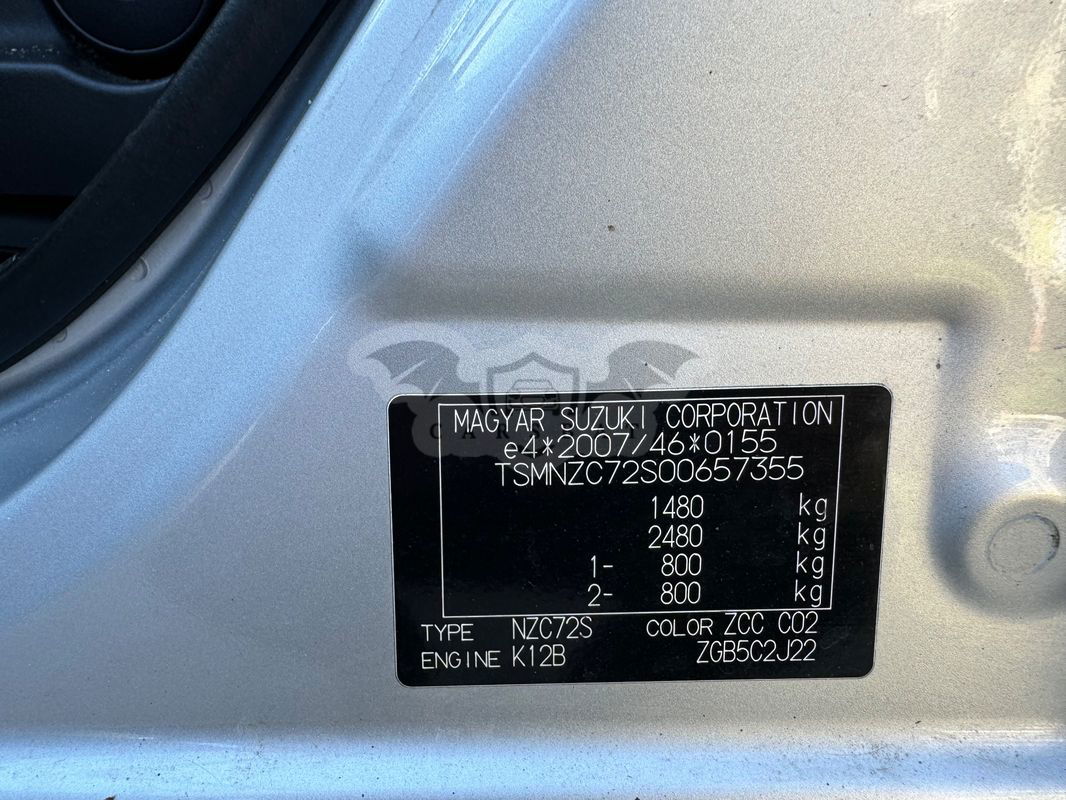 MAGYAR SUZUKI CORPORATION
e4*2007/46*0155
TSMNZC72S00657355
1480 kg
2480 kg
1- 800 kg
2- 800 kg
TYPE NZC72S COLOR ZCC C02
ENGINE K12B ZGB5C2J22